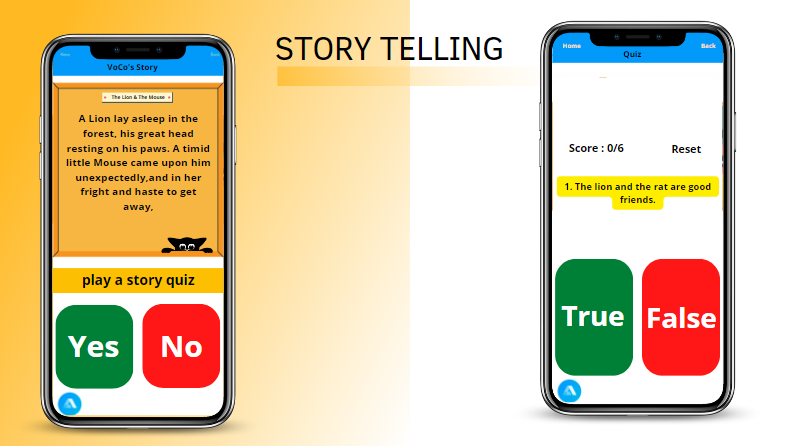 STORY TELLING
VoCo's Story
The Lion & The Mouse
A Lion lay asleep in the
forest, his great head
resting on his paws. A timid
little Mouse came upon him
unexpectedly,and in her
fright and haste to get
away,
play a story quiz
Yes No
Home Back
Quiz
Score : 0/6 Reset
1. The lion and the rat are good
friends.
True False